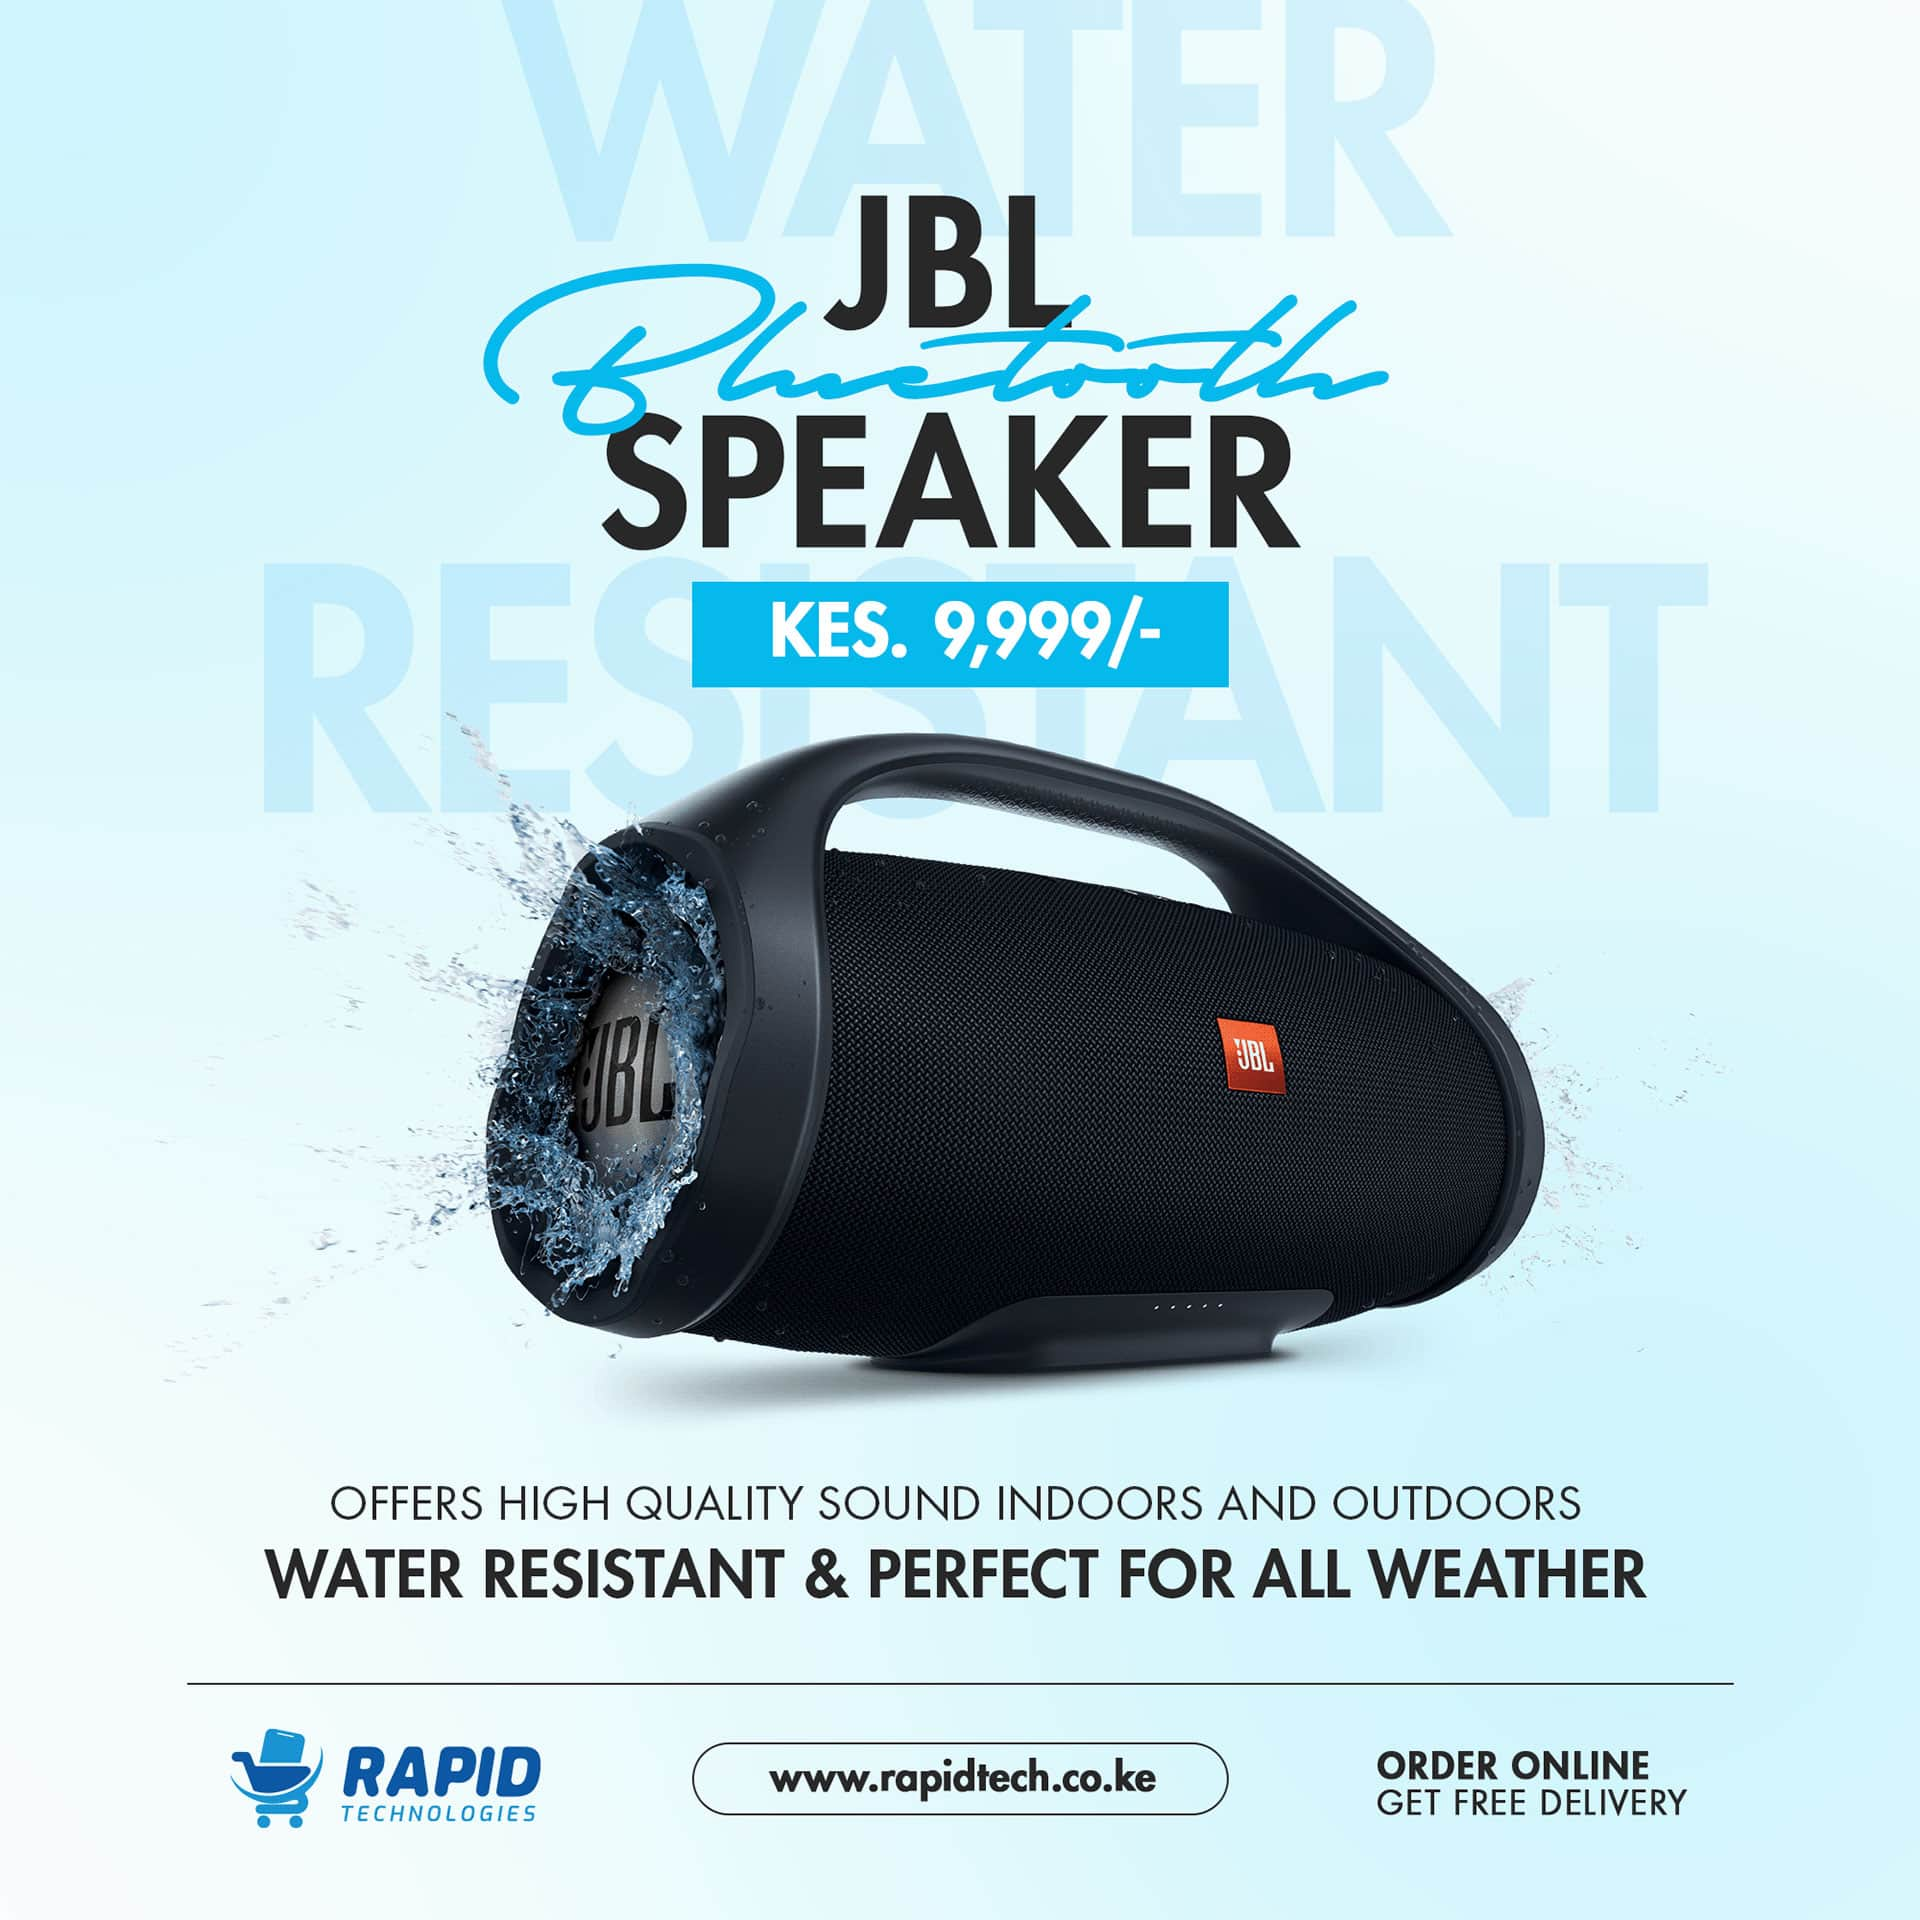 WATER
JBL
Bluetooth
SPEAKER
RESISTANT
KES. 9,999/-
JBL
JBL
OFFERS HIGH QUALITY SOUND INDOORS AND OUTDOORS
WATER RESISTANT & PERFECT FOR ALL WEATHER
RAPID
TECHNOLOGIES
www.rapidtech.co.ke
ORDER ONLINE
GET FREE DELIVERY